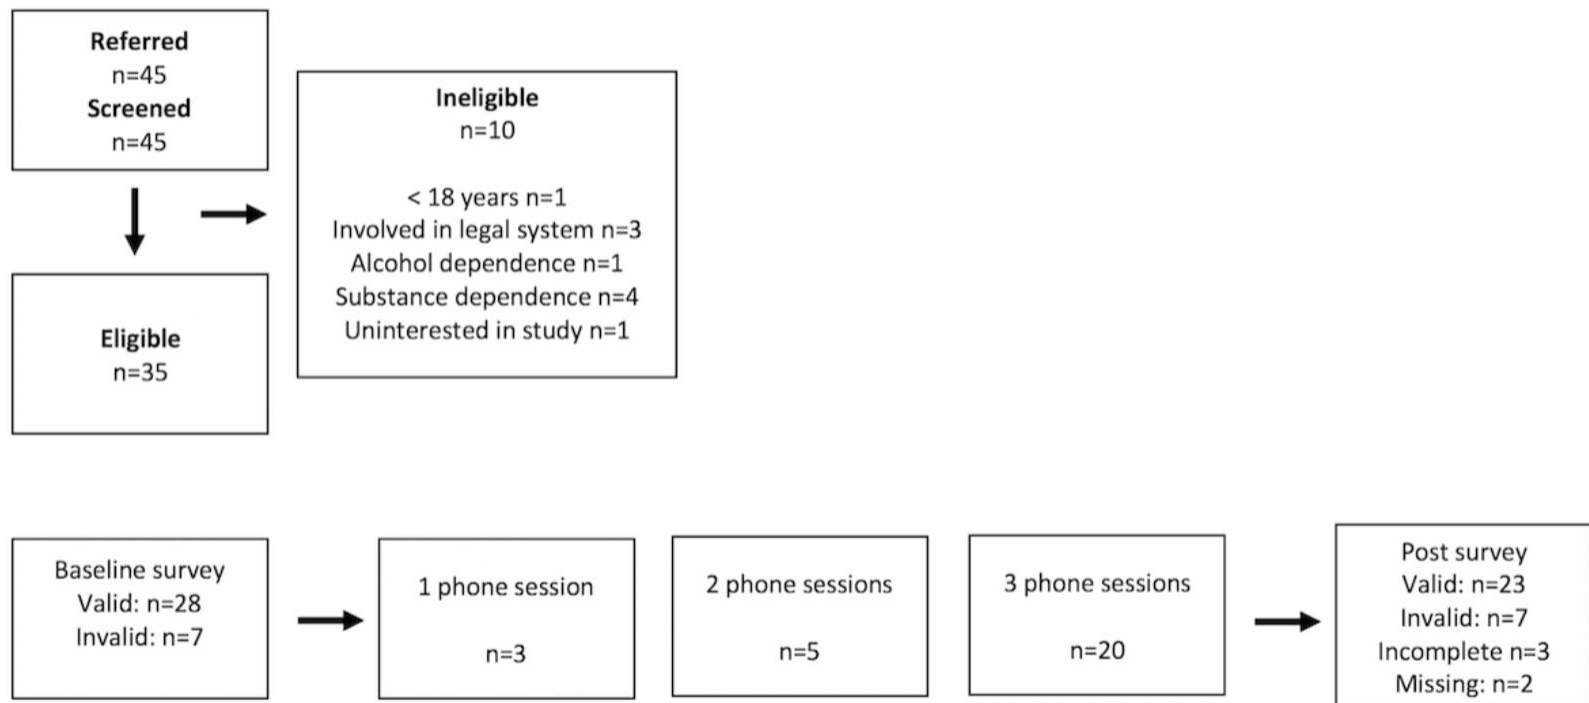 Referred
n=45
Screened
n=45
Ineligible
n=10
< 18 years n=1
Involved in legal system n=3
Alcohol dependence n=1
Substance dependence n=4
Uninterested in study n=1
Eligible
n=35
Baseline survey
Valid: n=28
Invalid: n=7
1 phone session
n=3
2 phone sessions
n=5
3 phone sessions
n=20
Post survey
Valid: n=23
Invalid: n=7
Incomplete n=3
Missing: n=2